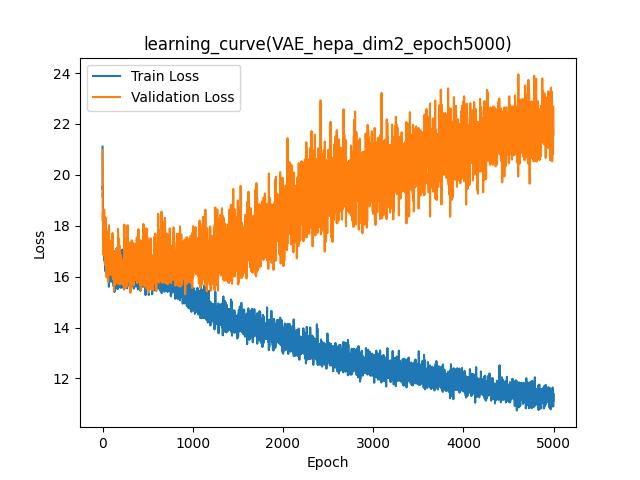 learning_curve(VAE_hepa_dim2_epoch5000)
Train Loss
Validation Loss
24
22
20
18
16
14
12
Loss
0
1000
2000
3000
4000
5000
Epoch